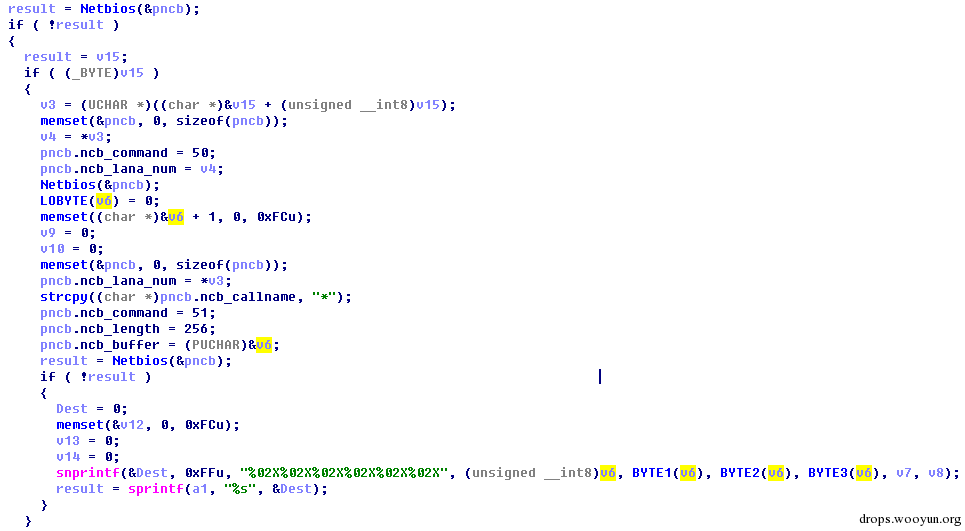 result = Netbios(&pncb);
if ( !result )
{
result = v15;
if ( (_BYTE)v15 )
{
v3 = (UCHAR *)((char *)&v15 + (unsigned __int8)v15);
memset(&pncb, 0, sizeof(pncb));
v4 = *v3;
pncb.ncb_command = 50;
pncb.ncb_lana_num = v4;
Netbios(&pncb);
LOBYTE(v6) = 0;
memset((char *)&v6 + 1, 0, 0xFCu);
v9 = 0;
v10 = 0;
memset(&pncb, 0, sizeof(pncb));
pncb.ncb_lana_num = *v3;
strcpy((char *)pncb.ncb_callname, "*");
pncb.ncb_command = 51;
pncb.ncb_length = 256;
pncb.ncb_buffer = (PUCHAR)&v6;
result = Netbios(&pncb);
if ( !result )
{
Dest = 0;
memset(&v12, 0, 0xFCu);
v13 = 0;
v14 = 0;
snprintf(&Dest, 0xFFu, "%02X%02X%02X%02X%02X%02X", (unsigned __int8)v6, BYTE1(v6), BYTE2(v6), BYTE3(v6), v7, v8);
result = sprintf(a1, "%s", &Dest);
}
}
drops.wooyun.org